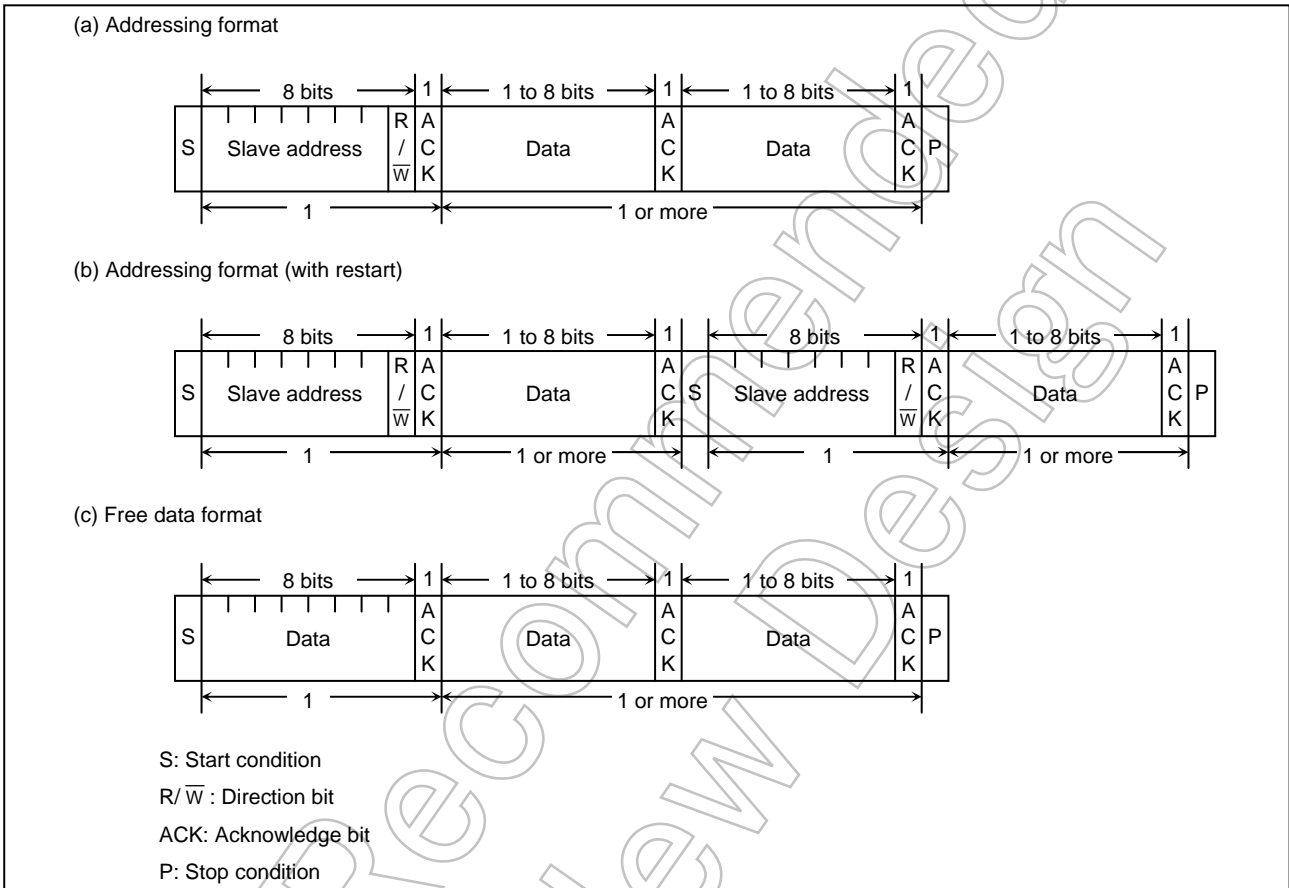 (a) Addressing format
8 bits 1 1 to 8 bits 1 1 to 8 bits 1
S Slave address R/W ACK Data ACK Data ACK P
1 1 or more
(b) Addressing format (with restart)
8 bits 1 1 to 8 bits 1 8 bits 1 1 to 8 bits 1
S Slave address R/W ACK Data ACK S Slave address R/W ACK Data ACK P
1 1 or more 1 1 or more
(c) Free data format
8 bits 1 1 to 8 bits 1 1 to 8 bits 1
S Data ACK Data ACK Data ACK P
1 1 or more
S: Start condition
R/ W̅ : Direction bit
ACK: Acknowledge bit
P: Stop condition
Recommended
New Design